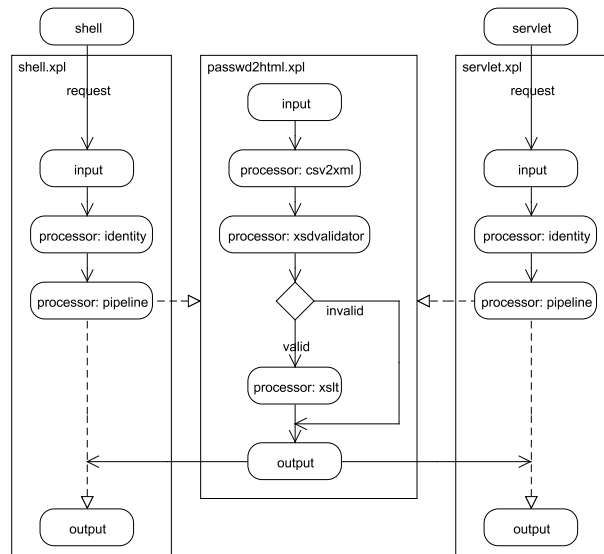 shell
servlet
shell.xpl
passwd2html.xpl
servlet.xpl
request
request
input
input
processor: csv2xml
input
processor: identity
processor: xsdvalidator
processor: identity
input
processor: pipeline
processor: pipeline
invalid
valid
processor: xslt
output
output
output